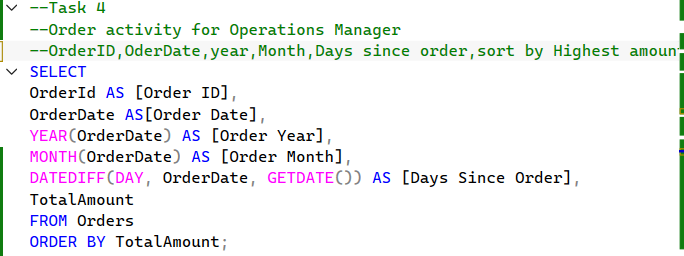 --Task 4
--Order activity for Operations Manager
--OrderID,OderDate,year,Month,Days since order,sort by Highest amoun
SELECT
OrderId AS [Order ID],
OrderDate AS[Order Date],
YEAR(OrderDate) AS [Order Year],
MONTH(OrderDate) AS [Order Month],
DATEDIFF(DAY, OrderDate, GETDATE()) AS [Days Since Order],
TotalAmount
FROM Orders
ORDER BY TotalAmount;